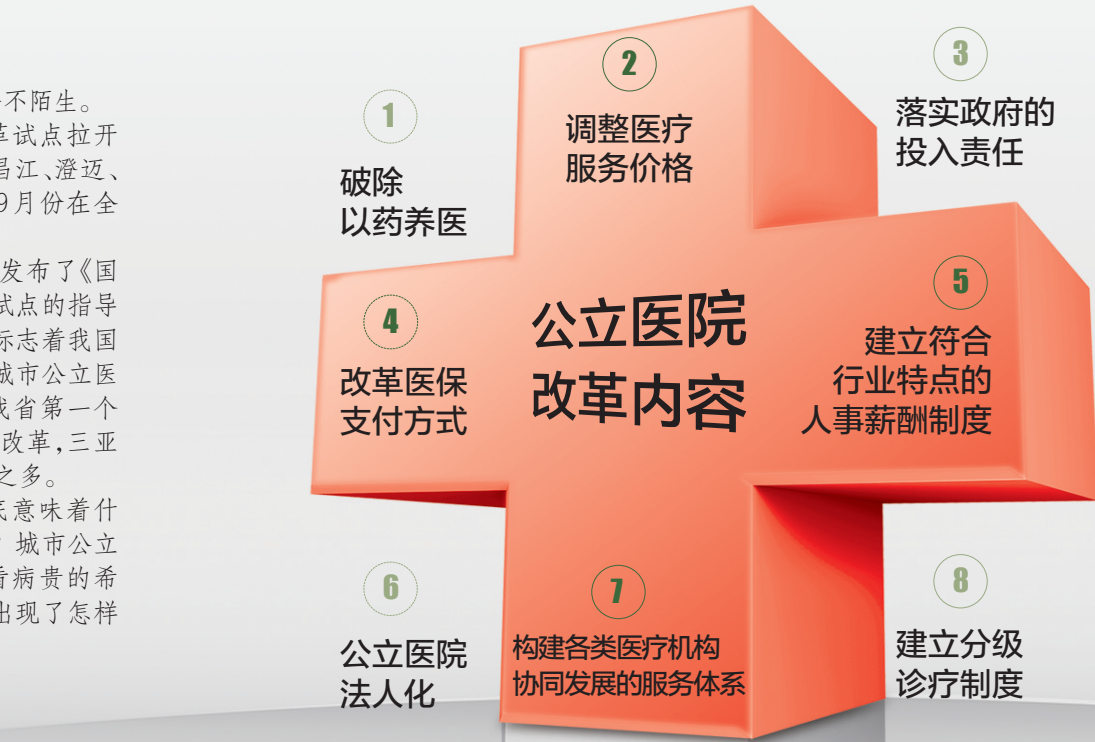 不陌生。
革试点拉开
昌江、澄迈、
9月份在全
发布了《国
试点的指导
标志着我国
城市公立医
我省第一个
改革,三亚
之多。
底意味着什
城市公立
看病贵的希
出现了怎样
1
破除
以药养医
2
调整医疗
服务价格
3
落实政府的
投入责任
4
改革医保
支付方式
公立医院
改革内容
5
建立符合
行业特点的
人事薪酬制度
6
公立医院
法人化
7
构建各类医疗机构
协同发展的服务体系
8
建立分级
诊疗制度